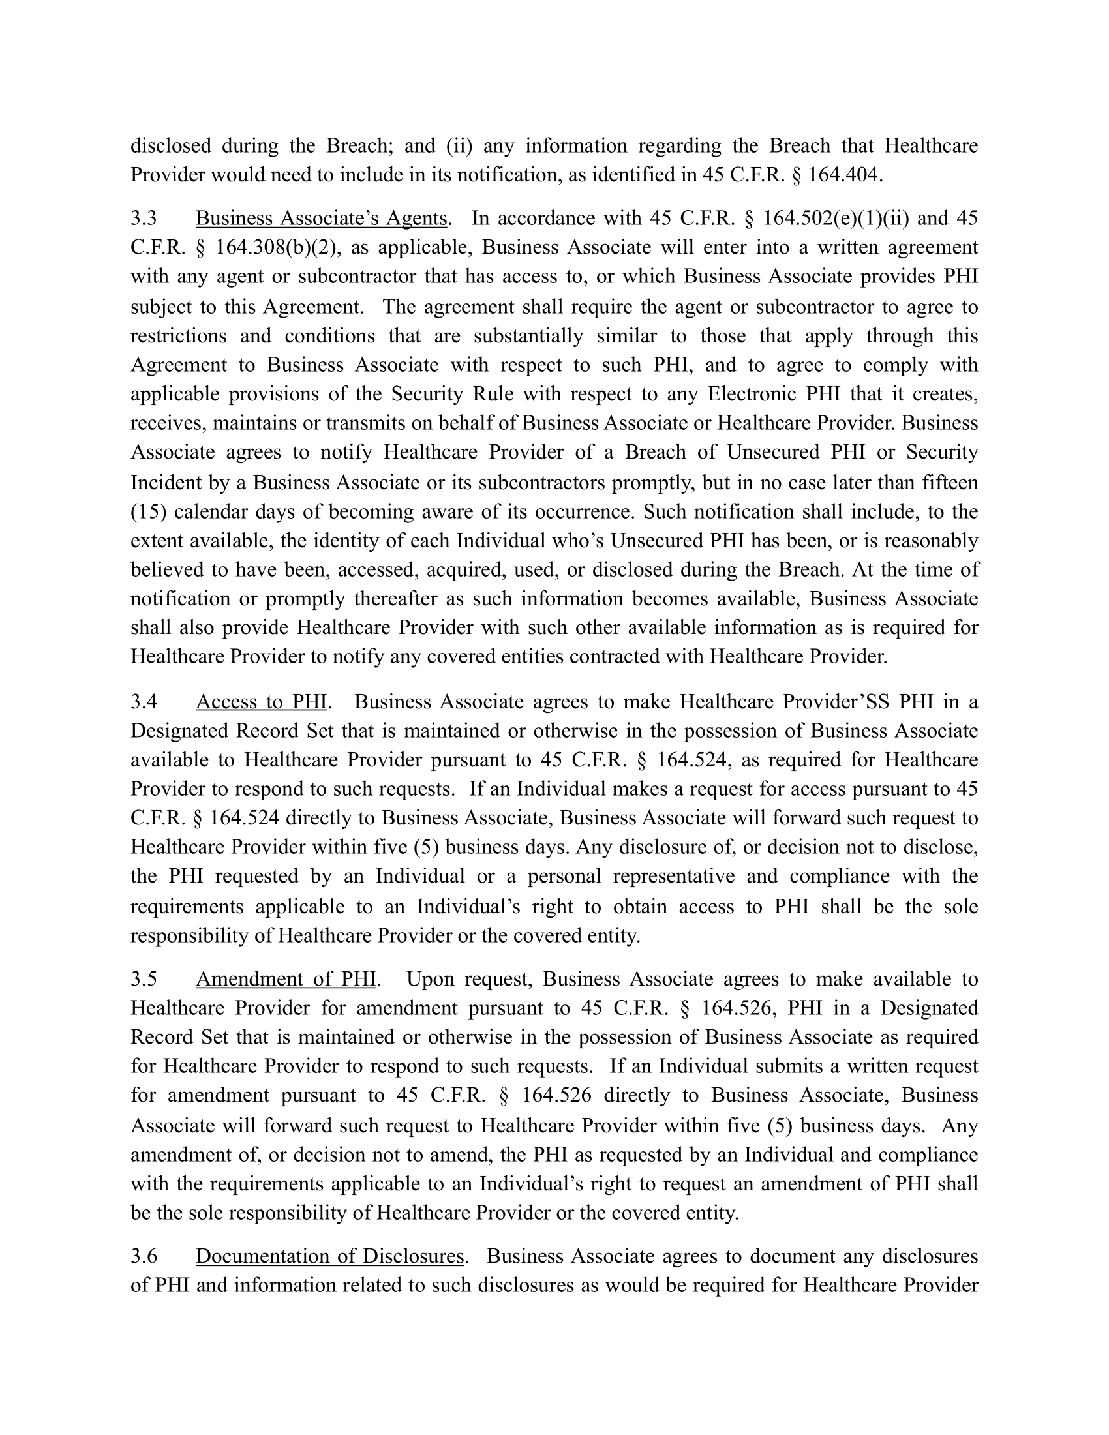 disclosed during the Breach; and (ii) any information regarding the Breach that Healthcare
Provider would need to include in its notification, as identified in 45 C.F.R. § 164.404.
3.3 Business Associate’s Agents. In accordance with 45 C.F.R. § 164.502(e)(1)(ii) and 45
C.F.R. § 164.308(b)(2), as applicable, Business Associate will enter into a written agreement
with any agent or subcontractor that has access to, or which Business Associate provides PHI
subject to this Agreement. The agreement shall require the agent or subcontractor to agree to
restrictions and conditions that are substantially similar to those that apply through this
Agreement to Business Associate with respect to such PHI, and to agree to comply with
applicable provisions of the Security Rule with respect to any Electronic PHI that it creates,
receives, maintains or transmits on behalf of Business Associate or Healthcare Provider. Business
Associate agrees to notify Healthcare Provider of a Breach of Unsecured PHI or Security
Incident by a Business Associate or its subcontractors promptly, but in no case later than fifteen
(15) calendar days of becoming aware of its occurrence. Such notification shall include, to the
extent available, the identity of each Individual who’s Unsecured PHI has been, or is reasonably
believed to have been, accessed, acquired, used, or disclosed during the Breach. At the time of
notification or promptly thereafter as such information becomes available, Business Associate
shall also provide Healthcare Provider with such other available information as is required for
Healthcare Provider to notify any covered entities contracted with Healthcare Provider.
3.4 Access to PHI. Business Associate agrees to make Healthcare Provider’SS PHI in a
Designated Record Set that is maintained or otherwise in the possession of Business Associate
available to Healthcare Provider pursuant to 45 C.F.R. § 164.524, as required for Healthcare
Provider to respond to such requests. If an Individual makes a request for access pursuant to 45
C.F.R. § 164.524 directly to Business Associate, Business Associate will forward such request to
Healthcare Provider within five (5) business days. Any disclosure of, or decision not to disclose,
the PHI requested by an Individual or a personal representative and compliance with the
requirements applicable to an Individual’s right to obtain access to PHI shall be the sole
responsibility of Healthcare Provider or the covered entity.
3.5 Amendment of PHI. Upon request, Business Associate agrees to make available to
Healthcare Provider for amendment pursuant to 45 C.F.R. § 164.526, PHI in a Designated
Record Set that is maintained or otherwise in the possession of Business Associate as required
for Healthcare Provider to respond to such requests. If an Individual submits a written request
for amendment pursuant to 45 C.F.R. § 164.526 directly to Business Associate, Business
Associate will forward such request to Healthcare Provider within five (5) business days. Any
amendment of, or decision not to amend, the PHI as requested by an Individual and compliance
with the requirements applicable to an Individual’s right to request an amendment of PHI shall
be the sole responsibility of Healthcare Provider or the covered entity.
3.6 Documentation of Disclosures. Business Associate agrees to document any disclosures
of PHI and information related to such disclosures as would be required for Healthcare Provider